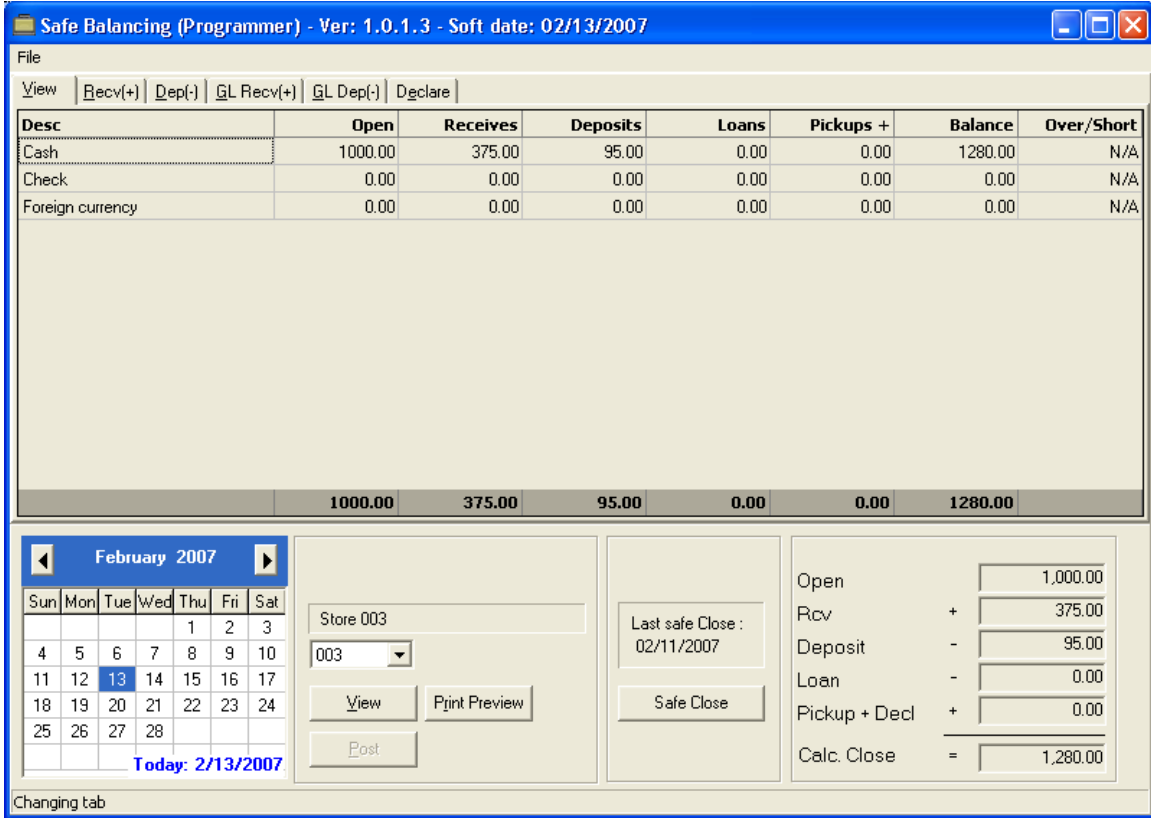 Safe Balancing (Programmer) - Ver: 1.0.1.3 - Soft date: 02/13/2007
File
View Recv(+) Dep(-) GL Recv(+) GL Dep(-) Declare
Desc Open Receives Deposits Loans Pickups + Balance Over/Short
Cash 1000.00 375.00 95.00 0.00 0.00 1280.00 N/A
Check 0.00 0.00 0.00 0.00 0.00 0.00 N/A
Foreign currency 0.00 0.00 0.00 0.00 0.00 0.00 N/A
1000.00 375.00 95.00 0.00 0.00 1280.00
February 2007
Sun Mon Tue Wed Thu Fri Sat
1 2 3
4 5 6 7 8 9 10
11 12 13 14 15 16 17
18 19 20 21 22 23 24
25 26 27 28
Today: 2/13/2007
Store 003
003
View Print Preview
Post
Last safe Close :
02/11/2007
Safe Close
Open 1,000.00
Rcv + 375.00
Deposit - 95.00
Loan - 0.00
Pickup + Decl + 0.00
Calc. Close = 1,280.00
Changing tab